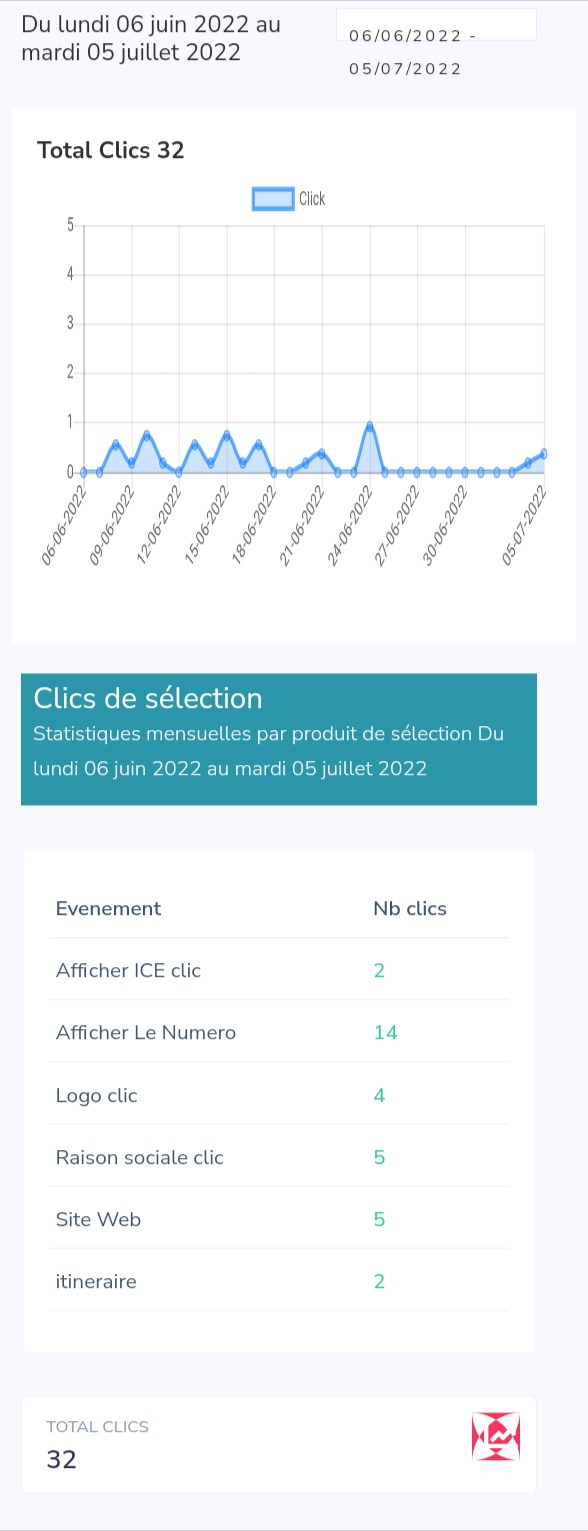 Du lundi 06 juin 2022 au
mardi 05 juillet 2022
06/06/2022 -
05/07/2022
Total Clics 32
Click
5
4
3
2
1
0
06-06-2022
09-06-2022
12-06-2022
15-06-2022
18-06-2022
21-06-2022
24-06-2022
27-06-2022
30-06-2022
05-07-2022
Clics de sélection
Statistiques mensuelles par produit de sélection Du
lundi 06 juin 2022 au mardi 05 juillet 2022
Evenement Nb clics
Afficher ICE clic 2
Afficher Le Numero 14
Logo clic 4
Raison sociale clic 5
Site Web 5
itineraire 2
TOTAL CLICS
32